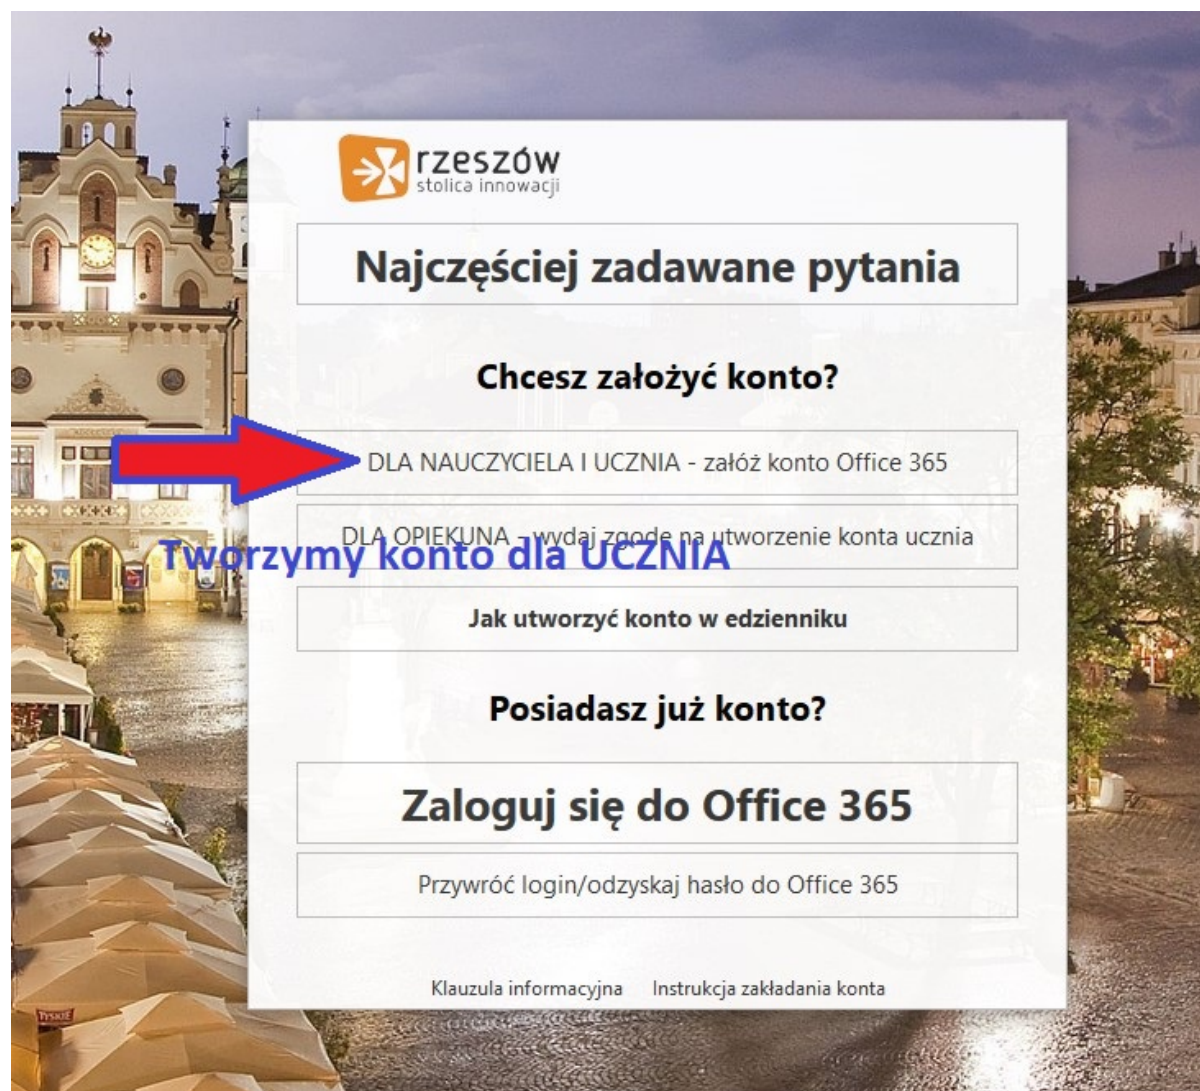 rzeszów
stolica innowacji
Najczęściej zadawane pytania
Chcesz założyć konto?
DLA NAUCZYCIELA I UCZNIA - załóż konto Office 365
DLA OPIEKUNA - wydaj zgodę na utworzenie konta ucznia
Tworzymy konto dla UCZNIA
Jak utworzyć konto w edzienniku
Posiadasz już konto?
Zaloguj się do Office 365
Przywróć login/odzyskaj hasło do Office 365
Klauzula informacyjna Instrukcja zakładania konta
TYSKIE